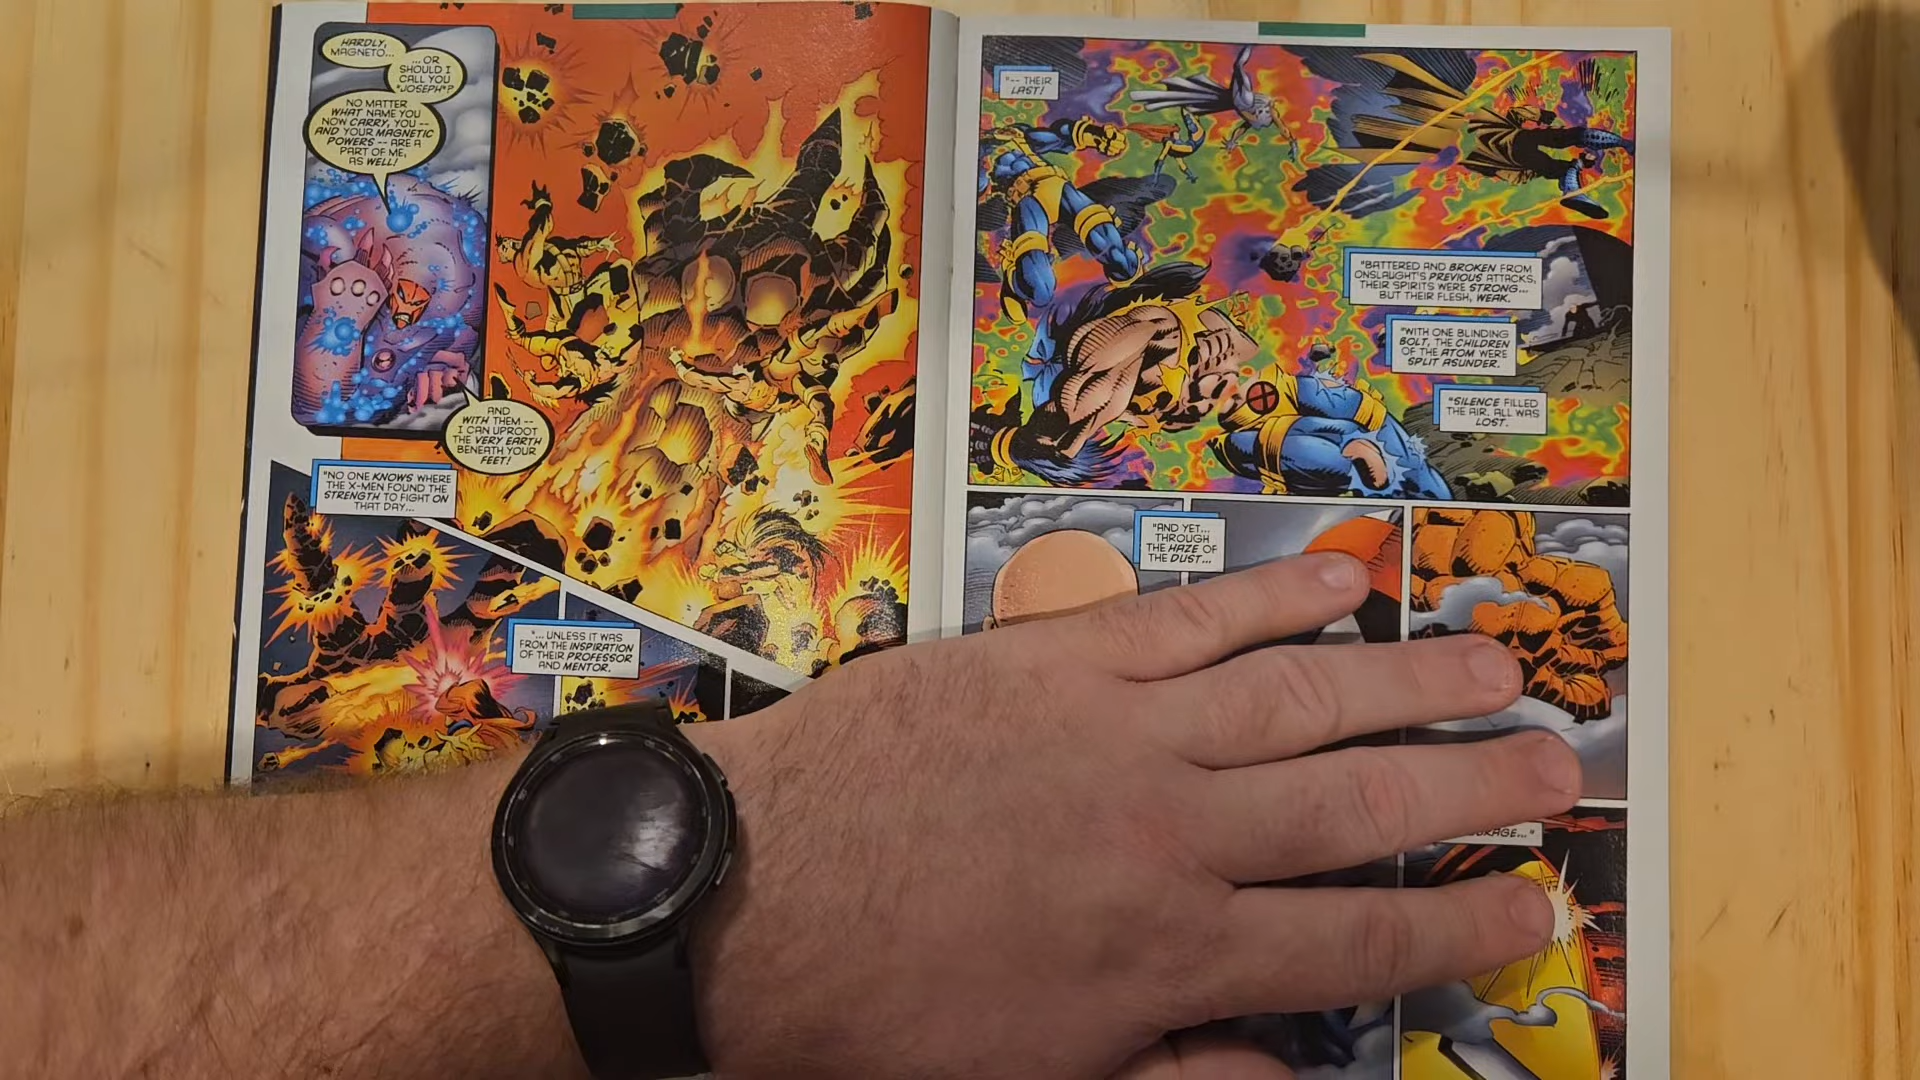 HARDLY,
MAGNETO...
... OR
SHOULD I
CALL YOU
"JOSEPH"?
NO MATTER
WHAT NAME YOU
NOW CARRY, YOU --
AND YOUR MAGNETIC
POWERS -- ARE A
PART OF ME,
AS WELL!
AND
WITH THEM --
I CAN UPROOT
THE VERY EARTH
BENEATH YOUR
FEET!
"NO ONE KNOWS WHERE
THE X-MEN FOUND THE
STRENGTH TO FIGHT ON
THAT DAY...
"... UNLESS IT WAS
FROM THE INSPIRATION
OF THEIR PROFESSOR
AND MENTOR.
"-- THEIR
LAST!
"BATTERED AND BROKEN FROM
ONSLAUGHT'S PREVIOUS ATTACKS,
THEIR SPIRITS WERE STRONG...
BUT THEIR FLESH, WEAK.
"WITH ONE BLINDING
BOLT, THE CHILDREN
OF THE ATOM WERE
SPLIT ASUNDER.
"SILENCE FILLED
THE AIR. ALL WAS
LOST.
"AND YET...
THROUGH
THE HAZE OF
THE DUST...